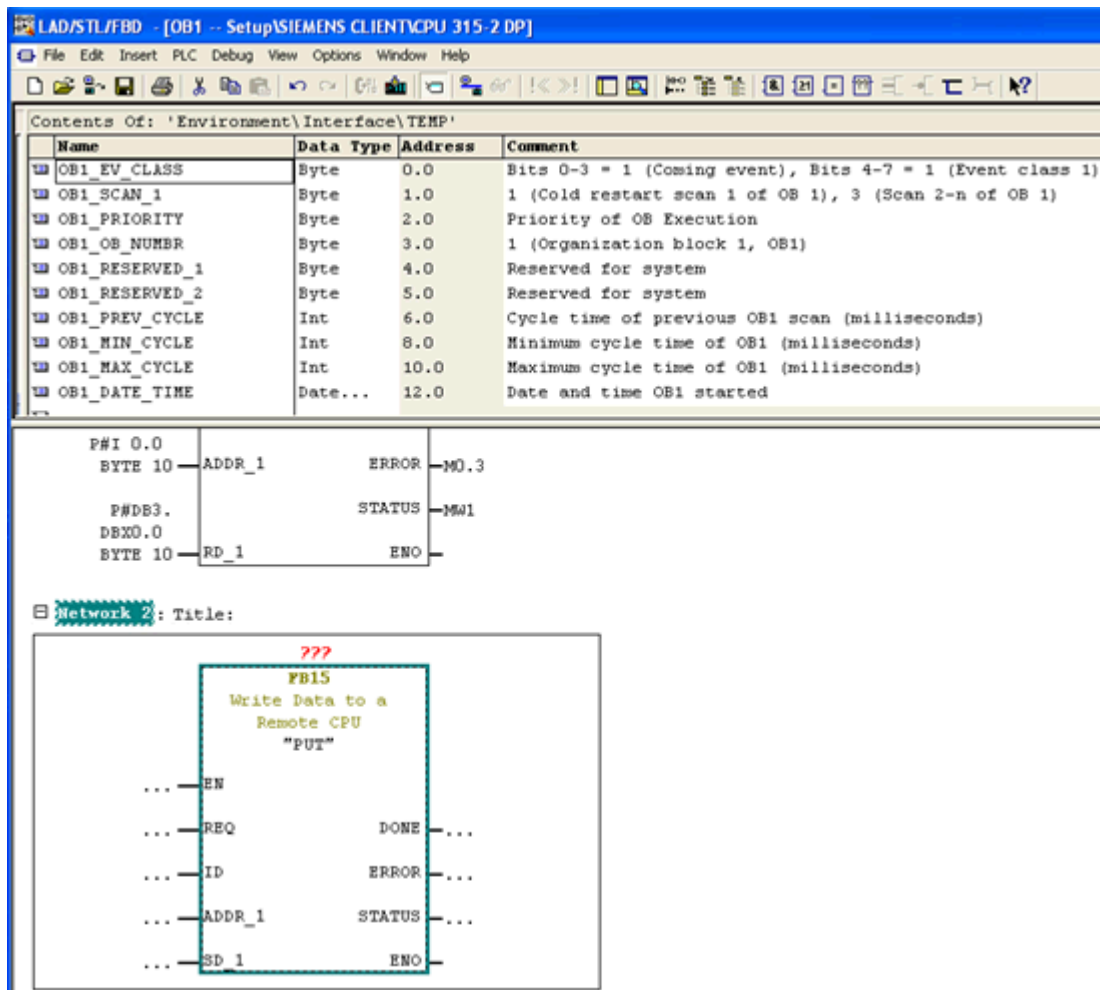 LAD/STL/FBD - [OB1 -- Setup\SIEMENS CLIENT\CPU 315-2 DP]
File Edit Insert PLC Debug View Options Window Help
Contents Of: 'Environment\Interface\TEMP'
Name Data Type Address Comment
OB1_EV_CLASS Byte 0.0 Bits 0-3 = 1 (Coming event), Bits 4-7 = 1 (Event class 1)
OB1_SCAN_1 Byte 1.0 1 (Cold restart scan 1 of OB 1), 3 (Scan 2-n of OB 1)
OB1_PRIORITY Byte 2.0 Priority of OB Execution
OB1_OB_NUMBR Byte 3.0 1 (Organization block 1, OB1)
OB1_RESERVED_1 Byte 4.0 Reserved for system
OB1_RESERVED_2 Byte 5.0 Reserved for system
OB1_PREV_CYCLE Int 6.0 Cycle time of previous OB1 scan (milliseconds)
OB1_MIN_CYCLE Int 8.0 Minimum cycle time of OB1 (milliseconds)
OB1_MAX_CYCLE Int 10.0 Maximum cycle time of OB1 (milliseconds)
OB1_DATE_TIME Date... 12.0 Date and time OB1 started
P#I 0.0
BYTE 10 ADDR_1 ERROR M0.3
P#DB3. STATUS MW1
DBX0.0
BYTE 10 RD_1 ENO
Network 2: Title:
???
FB15
Write Data to a
Remote CPU
"PUT"
... EN
... REQ DONE ...
... ID ERROR ...
... ADDR_1 STATUS ...
... SD_1 ENO